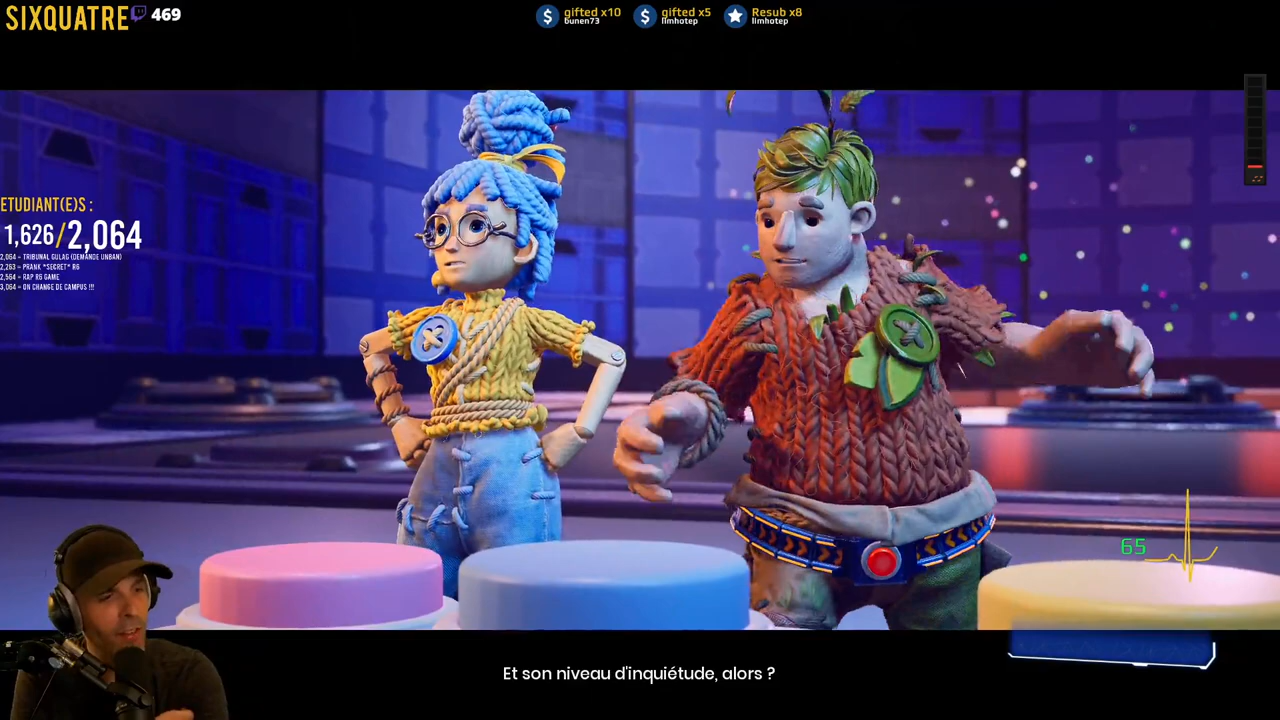 SIXQUATRE 469
gifted x10
bunen73
gifted x5
limhotep
Resub x8
limhotep
ETUDIANT(E)S :
1,626/2,064
2,064 - TRIBUNAL GULAG (DEMANDE UNBAN)
2,263 - PRANK *SECRET* R6
2,564 - RAP R6 GAME
3,064 - ON CHANGE DE CAMPUS !!!
65
Et son niveau d'inquiétude, alors ?